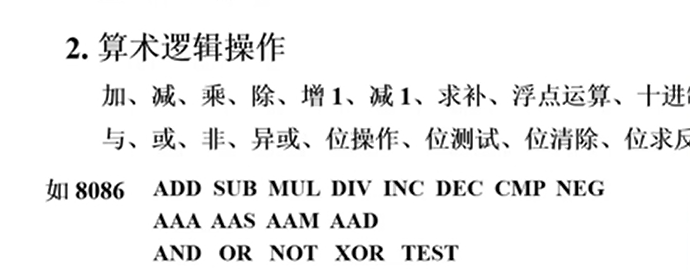 2. 算术逻辑操作
加、减、乘、除、增1、减1、求补、浮点运算、十进
与、或、非、异或、位操作、位测试、位清除、位求反
如 8086 ADD SUB MUL DIV INC DEC CMP NEG
AAA AAS AAM AAD
AND OR NOT XOR TEST